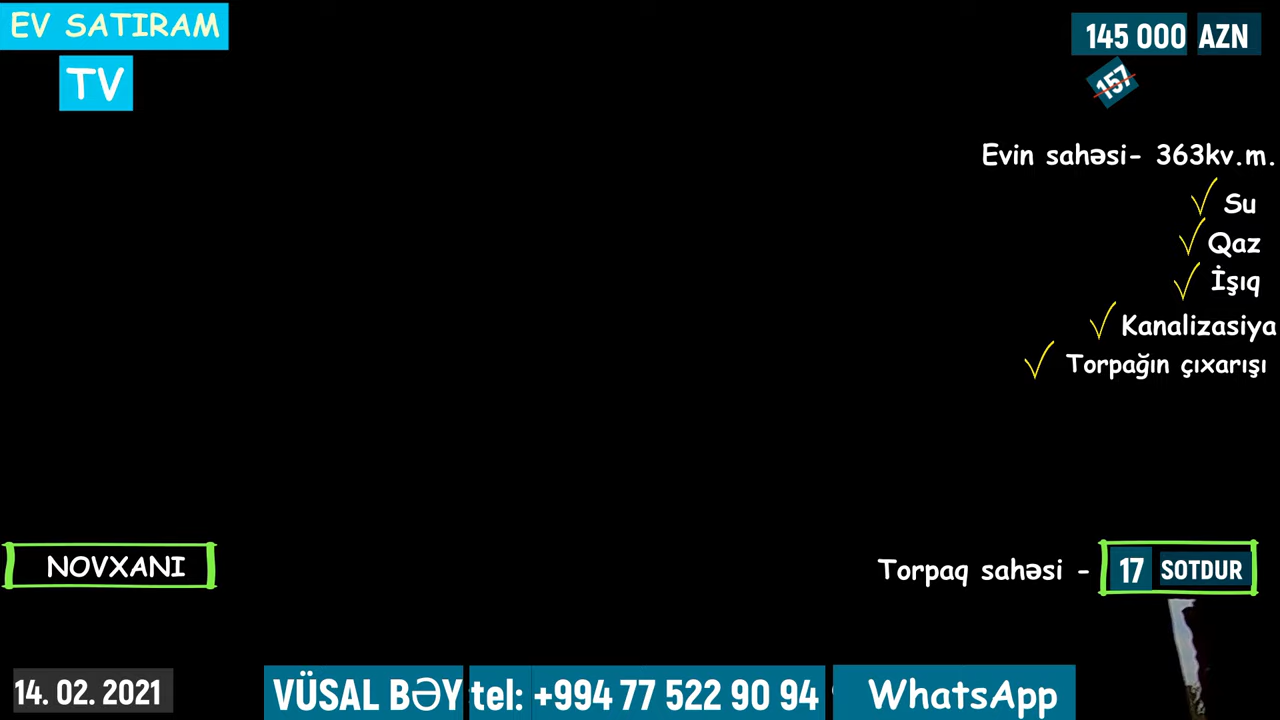 EV SATIRAM
TV
145 000 AZN
157
Evin sahəsi- 363kv.m.
Su
Qaz
İşıq
Kanalizasiya
Torpağın çıxarışı
NOVXANI
Torpaq sahəsi - 17 SOTDUR
14. 02. 2021
VÜSAL BƏY tel: +994 77 522 90 94 WhatsApp